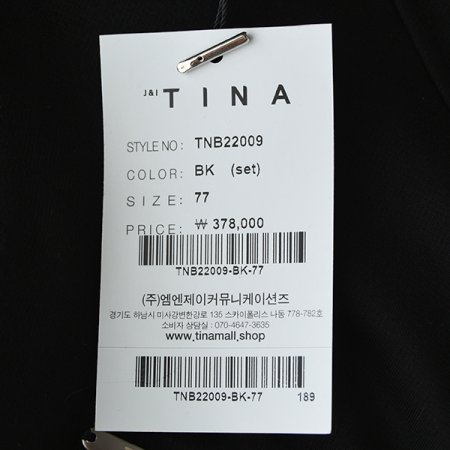 J&I TINA
STYLE NO: TNB22009
COLOR: BK (set)
SIZE: 77
PRICE: ₩ 378,000
TNB22009-BK-77
(주)엠엔제이커뮤니케이션즈
경기도 하남시 미사강변한강로 135 스카이폴리스 나동 778-782호
소비자 상담실 : 070-4647-3635
www.tinamall.shop
TNB22009-BK-77
189